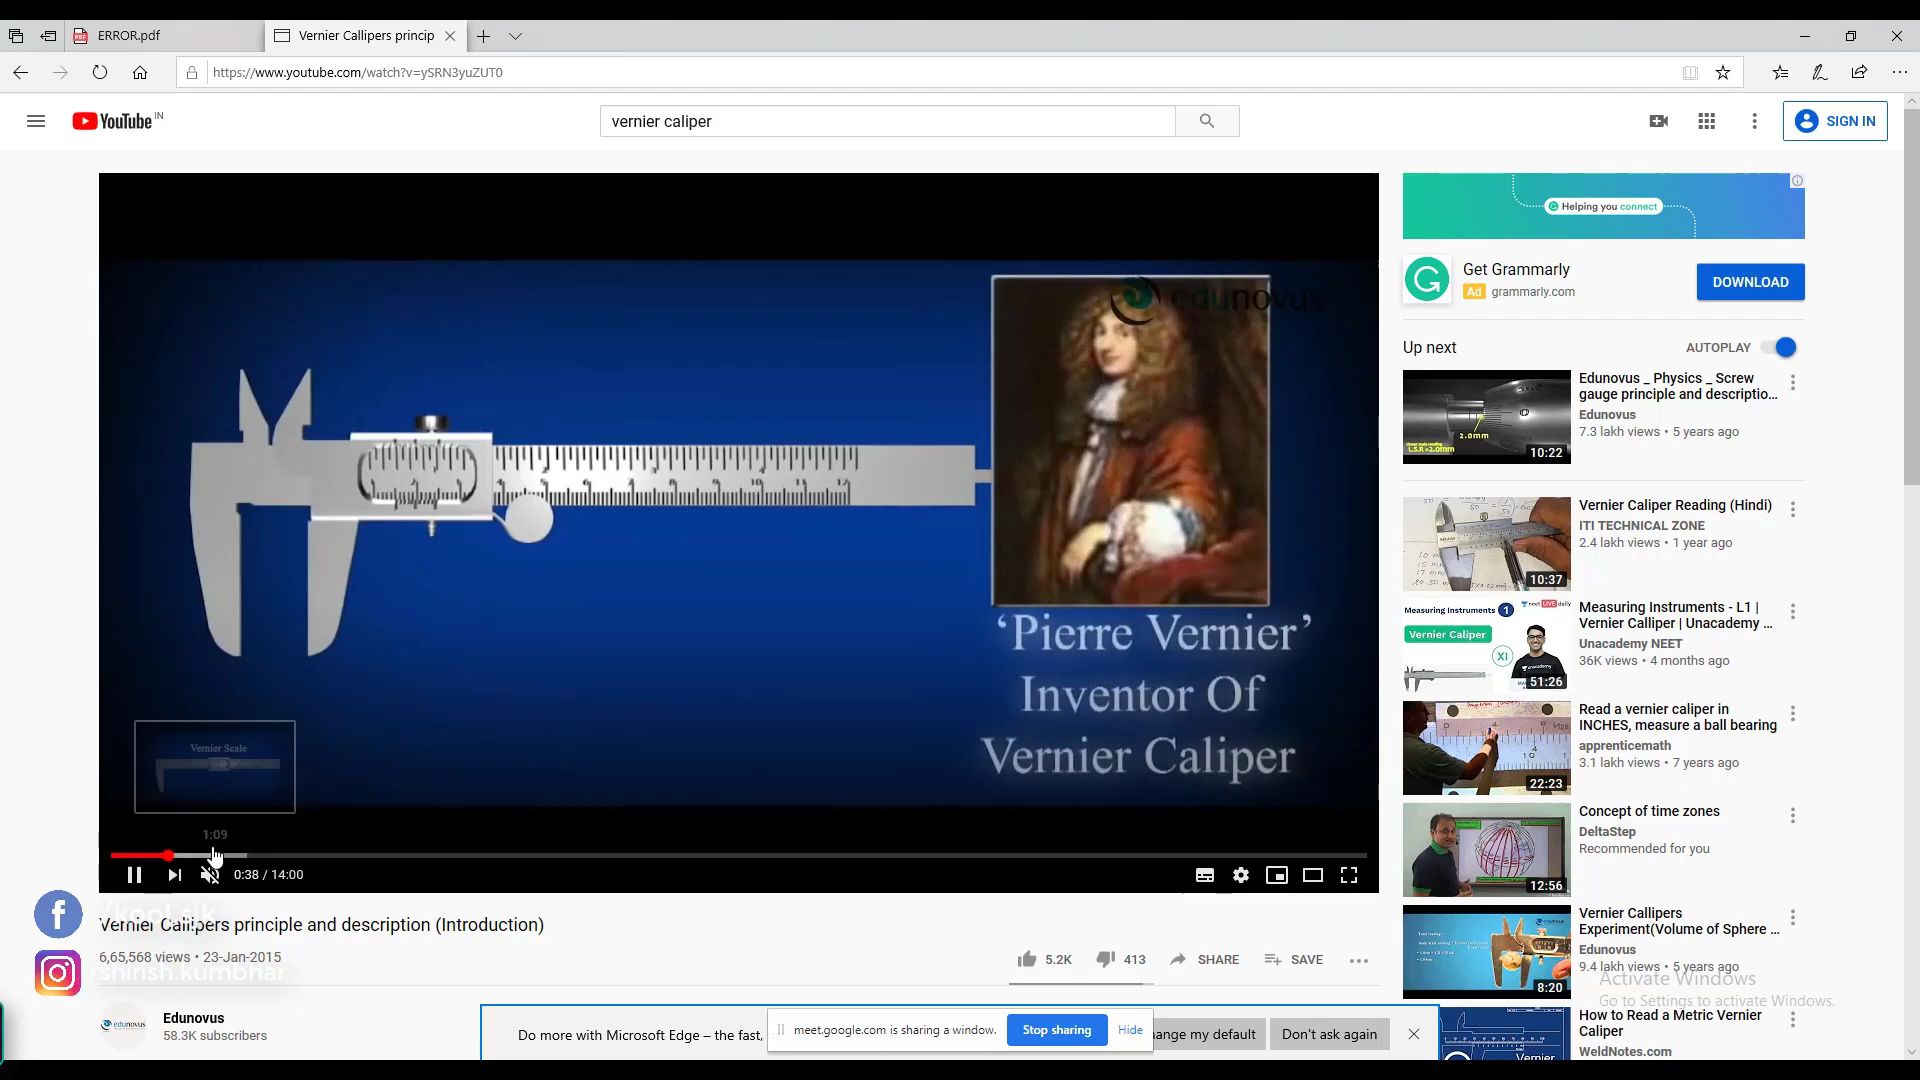 ERROR.pdf
Vernier Callipers princip
https://www.youtube.com/watch?v=ySRN3yuZUT0
YouTube IN
vernier caliper
SIGN IN
edunovus
'Pierre Vernier'
Inventor Of
Vernier Caliper
Vernier Scale
1:09
0:38 / 14:00
Vernier Callipers principle and description (Introduction)
6,65,568 views • 23-Jan-2015
shirish.kumbhar
5.2K
413
SHARE
SAVE
edunovus
Edunovus
58.3K subscribers
Helping you connect
Get Grammarly
Ad grammarly.com
DOWNLOAD
Up next
AUTOPLAY
2.0mm
L.S.R=2.0mm
10:22
Edunovus _ Physics _ Screw
gauge principle and descriptio...
Edunovus
7.3 lakh views • 5 years ago
10:37
Vernier Caliper Reading (Hindi)
ITI TECHNICAL ZONE
2.4 lakh views • 1 year ago
Measuring Instruments 1
Vernier Caliper
XI
51:26
Measuring Instruments - L1 |
Vernier Calliper | Unacademy ...
Unacademy NEET
36K views • 4 months ago
22:23
Read a vernier caliper in
INCHES, measure a ball bearing
apprenticemath
3.1 lakh views • 7 years ago
12:56
Concept of time zones
DeltaStep
Recommended for you
8:20
Vernier Callipers
Experiment(Volume of Sphere ...
Edunovus
9.4 lakh views • 5 years ago
Activate Windows
Go to Settings to activate Windows.
Vernier
How to Read a Metric Vernier
Caliper
WeldNotes.com
Do more with Microsoft Edge – the fast,
meet.google.com is sharing a window.
Stop sharing
Hide
hange my default
Don't ask again